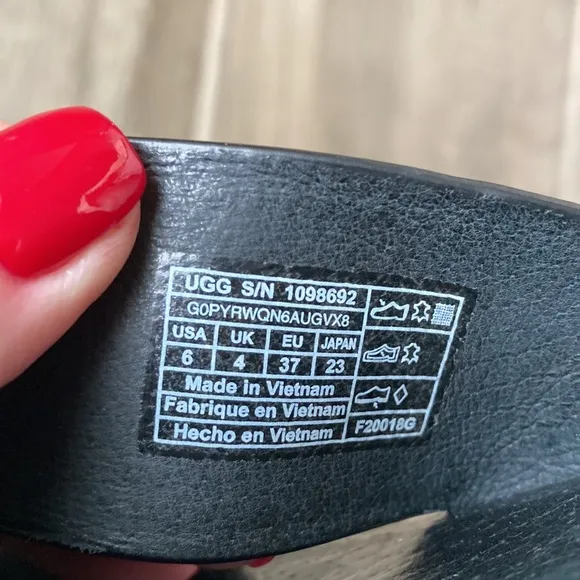 UGG S/N 1098692
G0PYRWQN6AUGVX8
USA UK EU JAPAN
6 4 37 23
Made in Vietnam
Fabrique en Vietnam
Hecho en Vietnam
F20018G